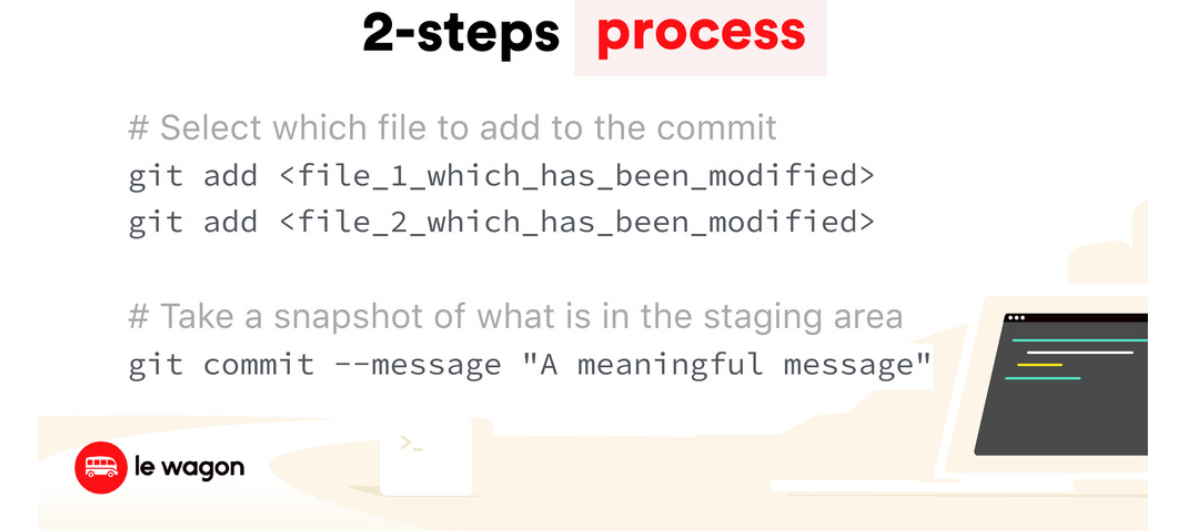 2-steps process
# Select which file to add to the commit
git add <file_1_which_has_been_modified>
git add <file_2_which_has_been_modified>
# Take a snapshot of what is in the staging area
git commit --message "A meaningful message"
>_
le wagon